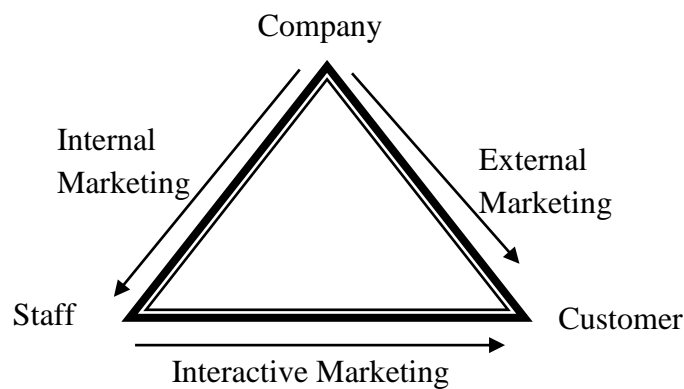 Company
Internal
Marketing
External
Marketing
Staff
Customer
Interactive Marketing